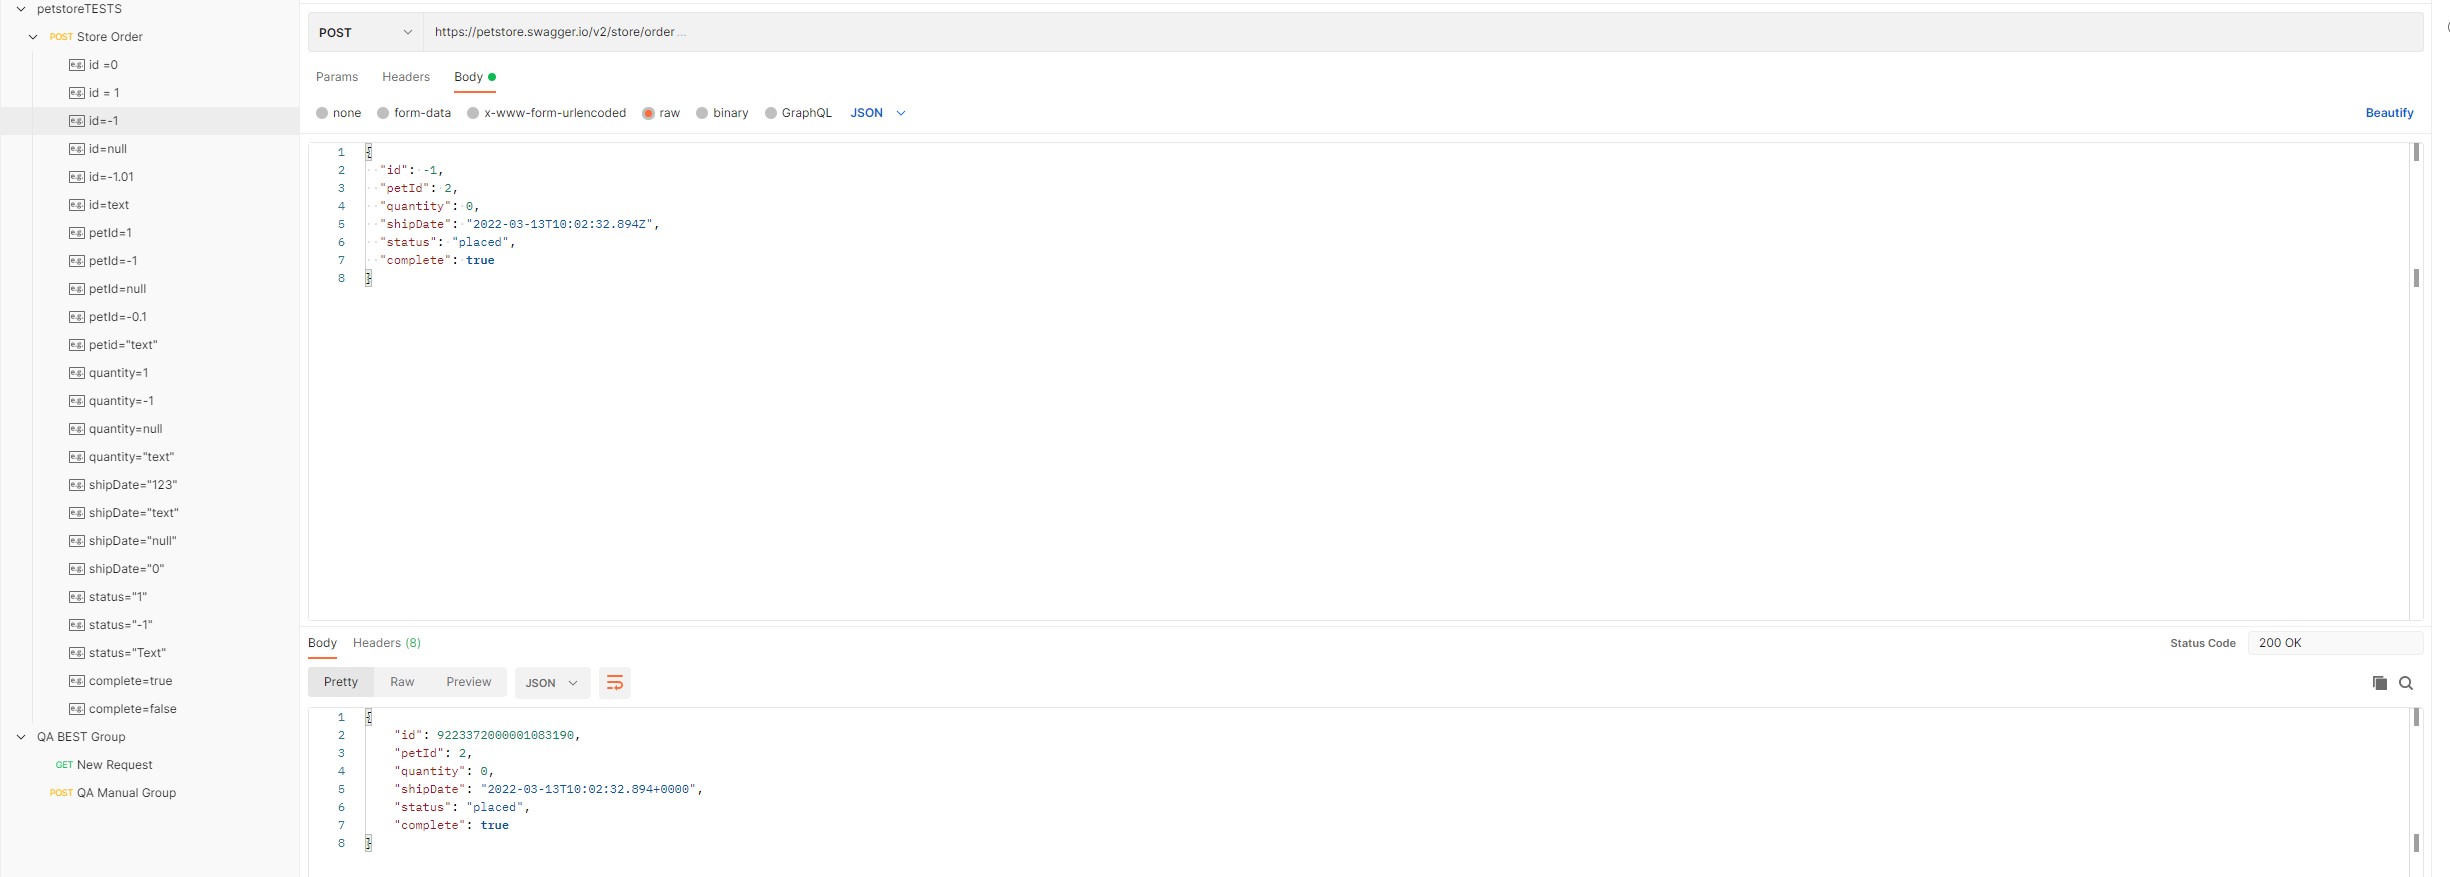 petstoreTESTS
POST Store Order
e.g. id =0
e.g. id = 1
e.g. id=-1
e.g. id=null
e.g. id=-1.01
e.g. id=text
e.g. petId=1
e.g. petId=-1
e.g. petId=null
e.g. petId=-0.1
e.g. petid="text"
e.g. quantity=1
e.g. quantity=-1
e.g. quantity=null
e.g. quantity="text"
e.g. shipDate="123"
e.g. shipDate="text"
e.g. shipDate="null"
e.g. shipDate="0"
e.g. status="1"
e.g. status="-1"
e.g. status="Text"
e.g. complete=true
e.g. complete=false
QA BEST Group
GET New Request
POST QA Manual Group
POST https://petstore.swagger.io/v2/store/order ...
Params Headers Body
none form-data x-www-form-urlencoded raw binary GraphQL JSON Beautify
1 {
2 "id": -1,
3 "petId": 2,
4 "quantity": 0,
5 "shipDate": "2022-03-13T10:02:32.894Z",
6 "status": "placed",
7 "complete": true
8 }
Body Headers (8) Status Code 200 OK
Pretty Raw Preview JSON
1 {
2 "id": 9223372000001083190,
3 "petId": 2,
4 "quantity": 0,
5 "shipDate": "2022-03-13T10:02:32.894+0000",
6 "status": "placed",
7 "complete": true
8 }